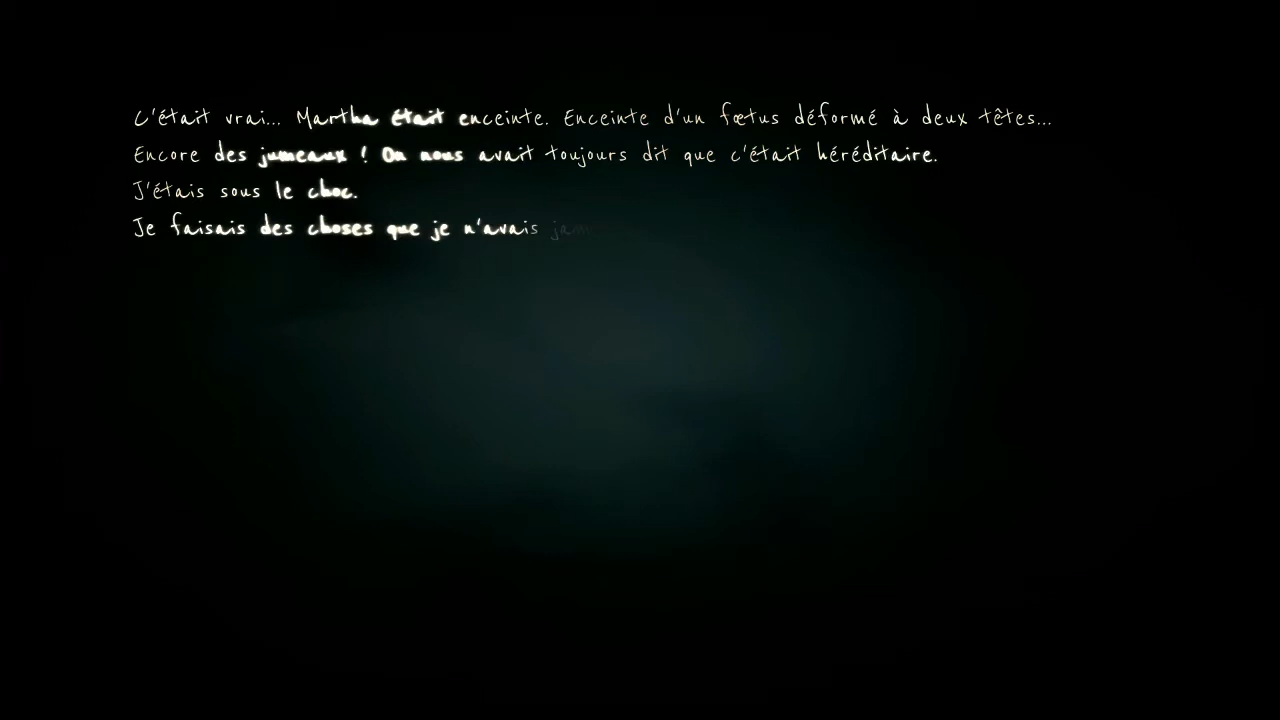 C'était vrai... Martha était enceinte. Enceinte d'un fœtus déformé à deux têtes...
Encore des jumeaux ! On nous avait toujours dit que c'était héréditaire.
J'étais sous le choc.
Je faisais des choses que je n'avais